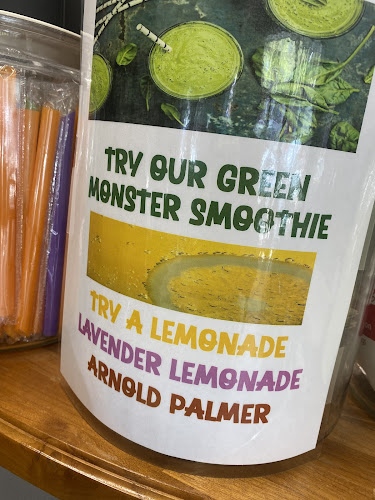 TRY OUR GREEN
MONSTER SMOOTHIE
TRY A LEMONADE
LAVENDER LEMONADE
ARNOLD PALMER